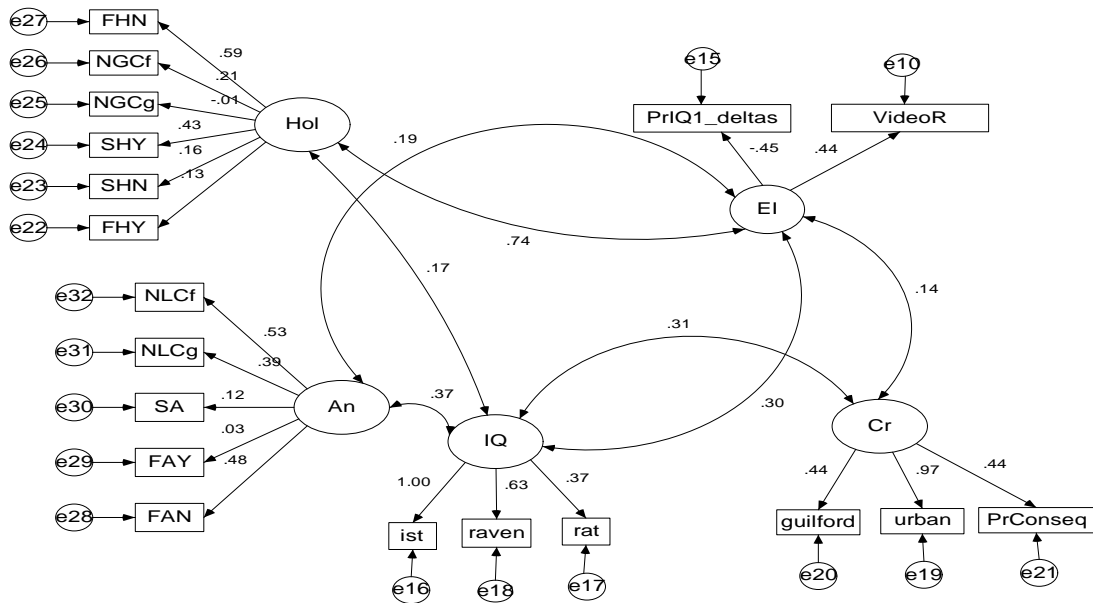 e27 FHN
.59
e26 NGCf
.21
e25 NGCg
-.01
Hol
e24 SHY
.43
e23 SHN
.16
.13
e22 FHY
e15
e10
PrIQ1_deltas
VideoR
.19
-.45
.44
EI
.74
.17
.14
e32 NLCf
.53
e31 NLCg
.39
.31
e30 SA
.12
An
.37
.30
IQ
Cr
e29 FAY
.03
.48
e28 FAN
1.00
.63
.37
.44
.97
.44
ist
raven
rat
guilford
urban
PrConseq
e16
e18
e17
e20
e19
e21